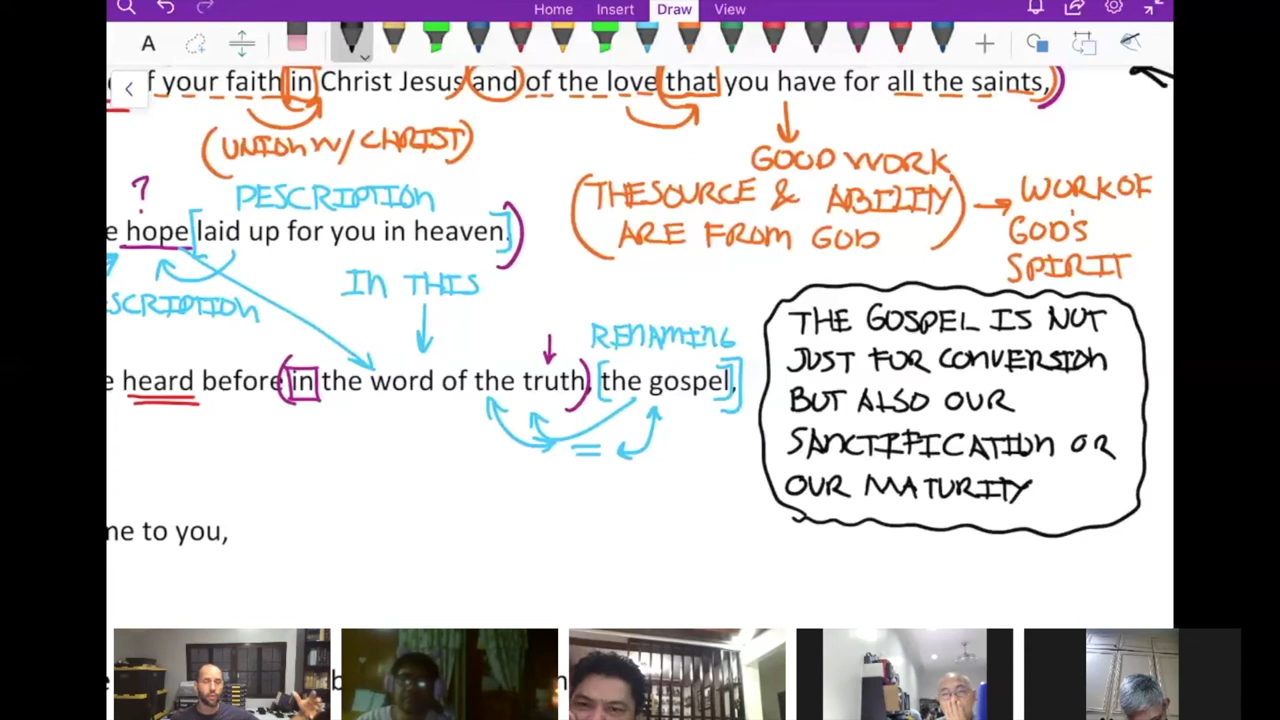 Home Insert Draw View
A
f your faith in Christ Jesus and of the love that you have for all the saints,
(UNION W/ CHRIST)
GOOD WORK
(THE SOURCE & ABILITY) → WORK OF
ARE FROM GOD
GOD'S
SPIRIT
?
DESCRIPTION
e hope [laid up for you in heaven.])
SCRIPTION
IN THIS
RENAMING
e heard before (in the word of the truth), [the gospel,]
=
THE GOSPEL IS NOT
JUST FOR CONVERSION
BUT ALSO OUR
SANCTIFICATION OR
OUR MATURITY
me to you,